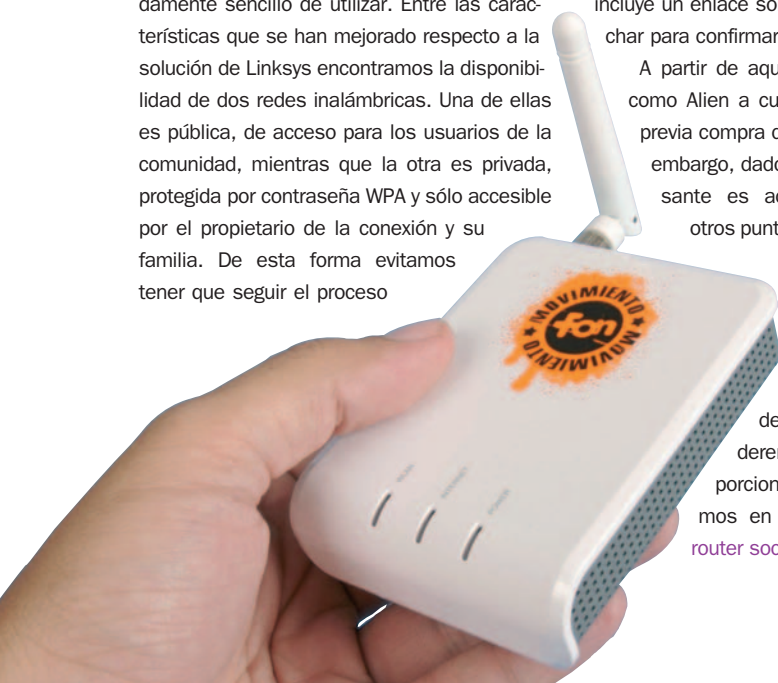 damente sencillo de utilizar. Entre las carac-
terísticas que se han mejorado respecto a la
solución de Linksys encontramos la disponibi-
lidad de dos redes inalámbricas. Una de ellas
es pública, de acceso para los usuarios de la
comunidad, mientras que la otra es privada,
protegida por contraseña WPA y sólo accesible
por el propietario de la conexión y su
familia. De esta forma evitamos
tener que seguir el proceso
incluye un enlace so
char para confirmar
A partir de aqu
como Alien a cu
previa compra
embargo, dado
sante es a
otros punt
de
dere
porcion
mos en
router soc
MOVIMIENTO
fon
MOVIMIENTO
WLAN
INTERNET
POWER